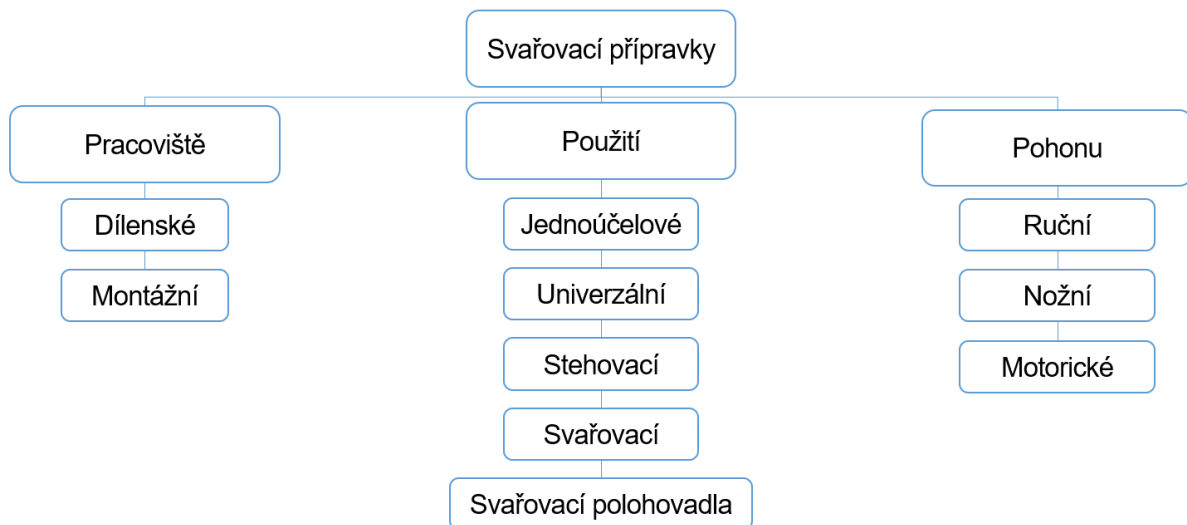 Svařovací přípravky
Pracoviště
Použití
Pohonu
Dílenské
Jednoúčelové
Ruční
Montážní
Univerzální
Nožní
Stehovací
Motorické
Svařovací
Svařovací polohovadla